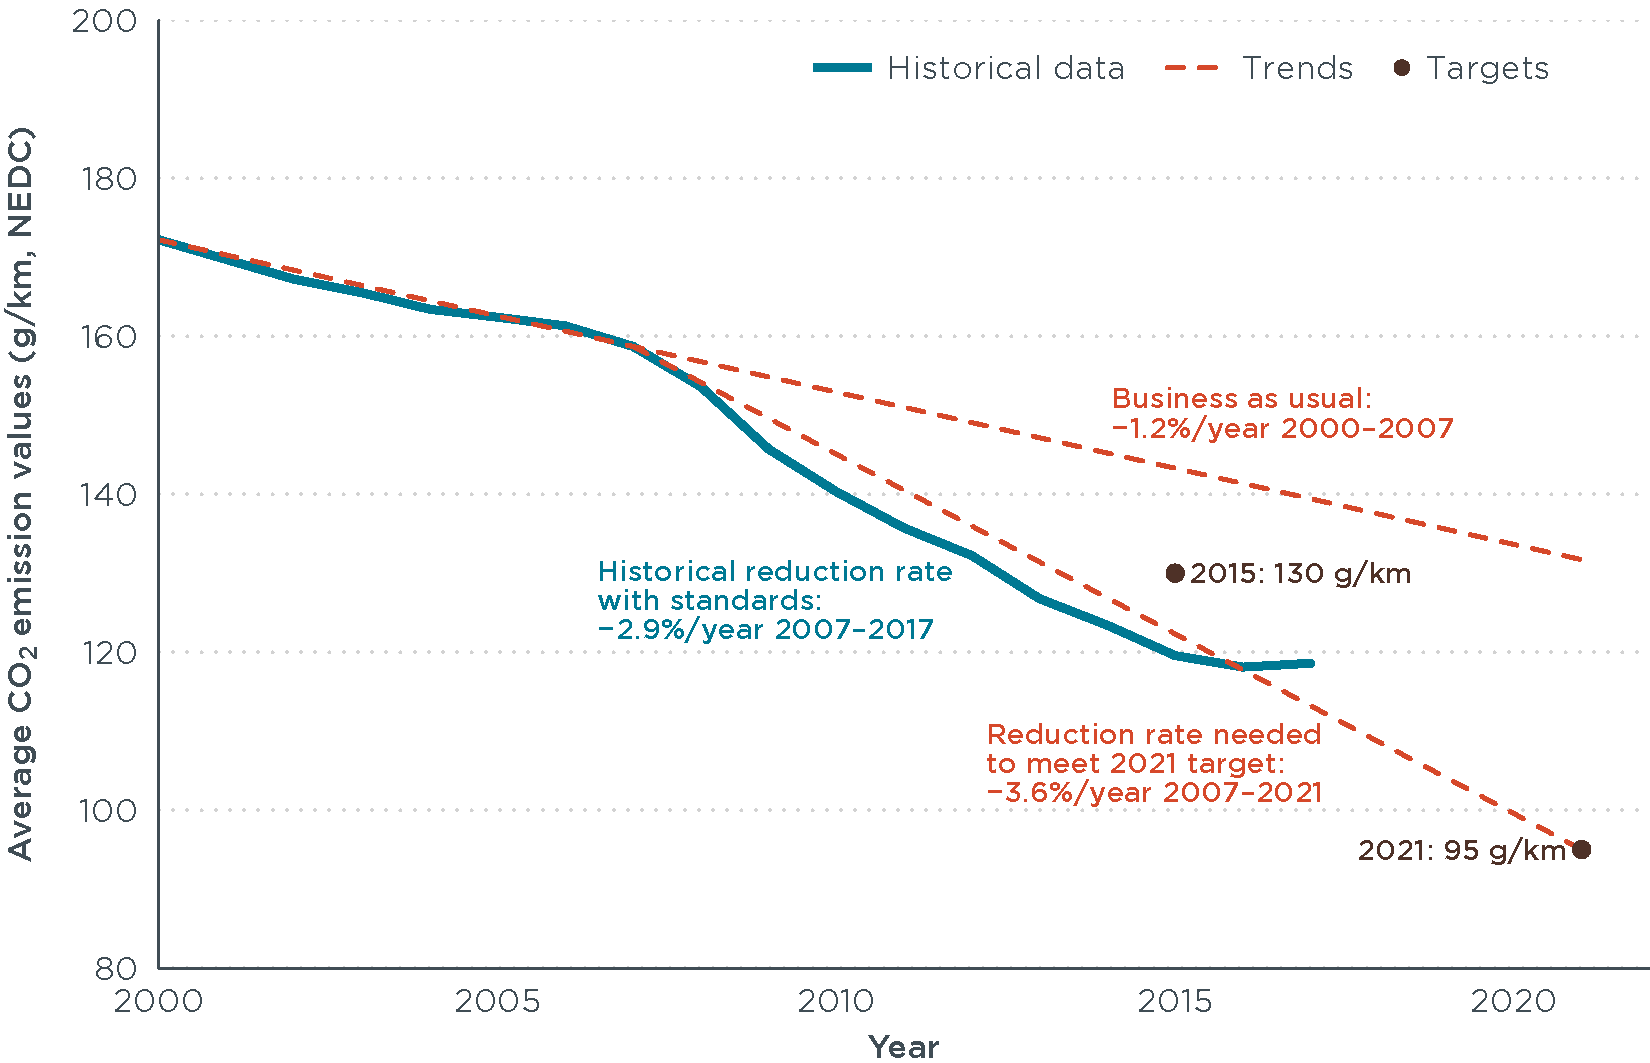 200
Historical data
Trends
Targets
180
160
140
120
100
80
Average CO₂ emission values (g/km, NEDC)
Business as usual:
−1.2%/year 2000–2007
2015: 130 g/km
Historical reduction rate
with standards:
−2.9%/year 2007–2017
Reduction rate needed
to meet 2021 target:
−3.6%/year 2007–2021
2021: 95 g/km
2000
2005
2010
2015
2020
Year